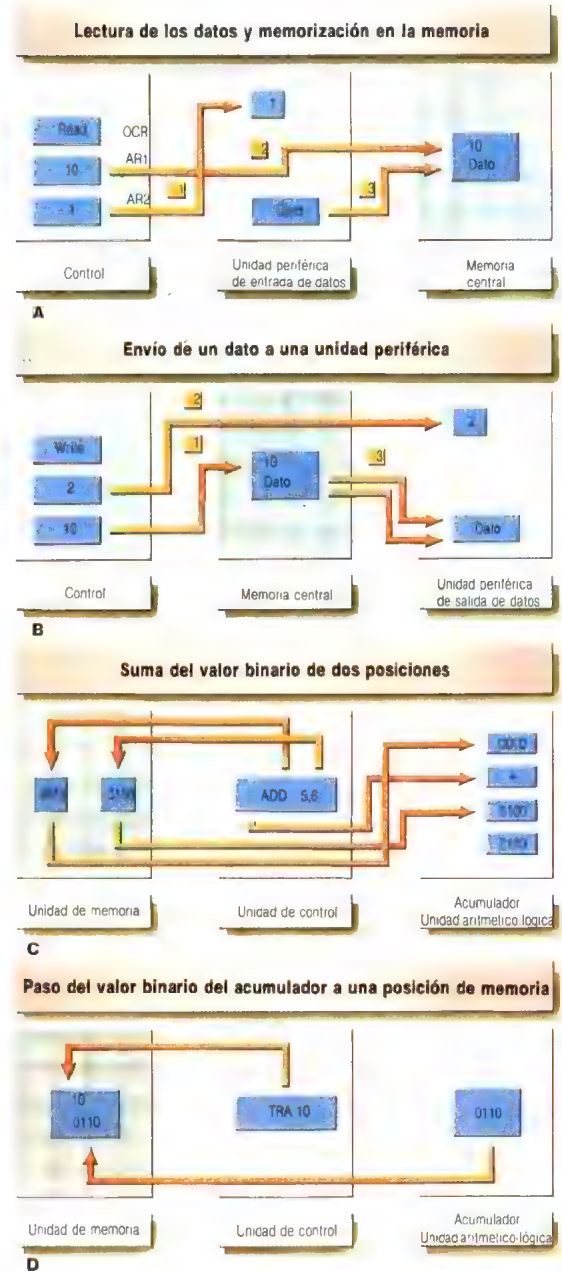 Lectura de los datos y memorización en la memoria
Read
OCR
10
AR1
AR2
1
1
2
3
10
Dato
Control
Unidad periférica
de entrada de datos
Memoria
central
A
Envío de un dato a una unidad periférica
2
Write
1
2
10
Dato
3
10
Dato
Control
Memoria central
Unidad periférica
de salida de datos
B
Suma del valor binario de dos posiciones
ADD 5,6
+
0100
Unidad de memoria
Unidad de control
Acumulador
Unidad aritmetico lógica
C
Paso del valor binario del acumulador a una posición de memoria
10
0110
TRA 10
0110
Unidad de memoria
Unidad de control
Acumulador
Unidad aritmetico-lógica
D